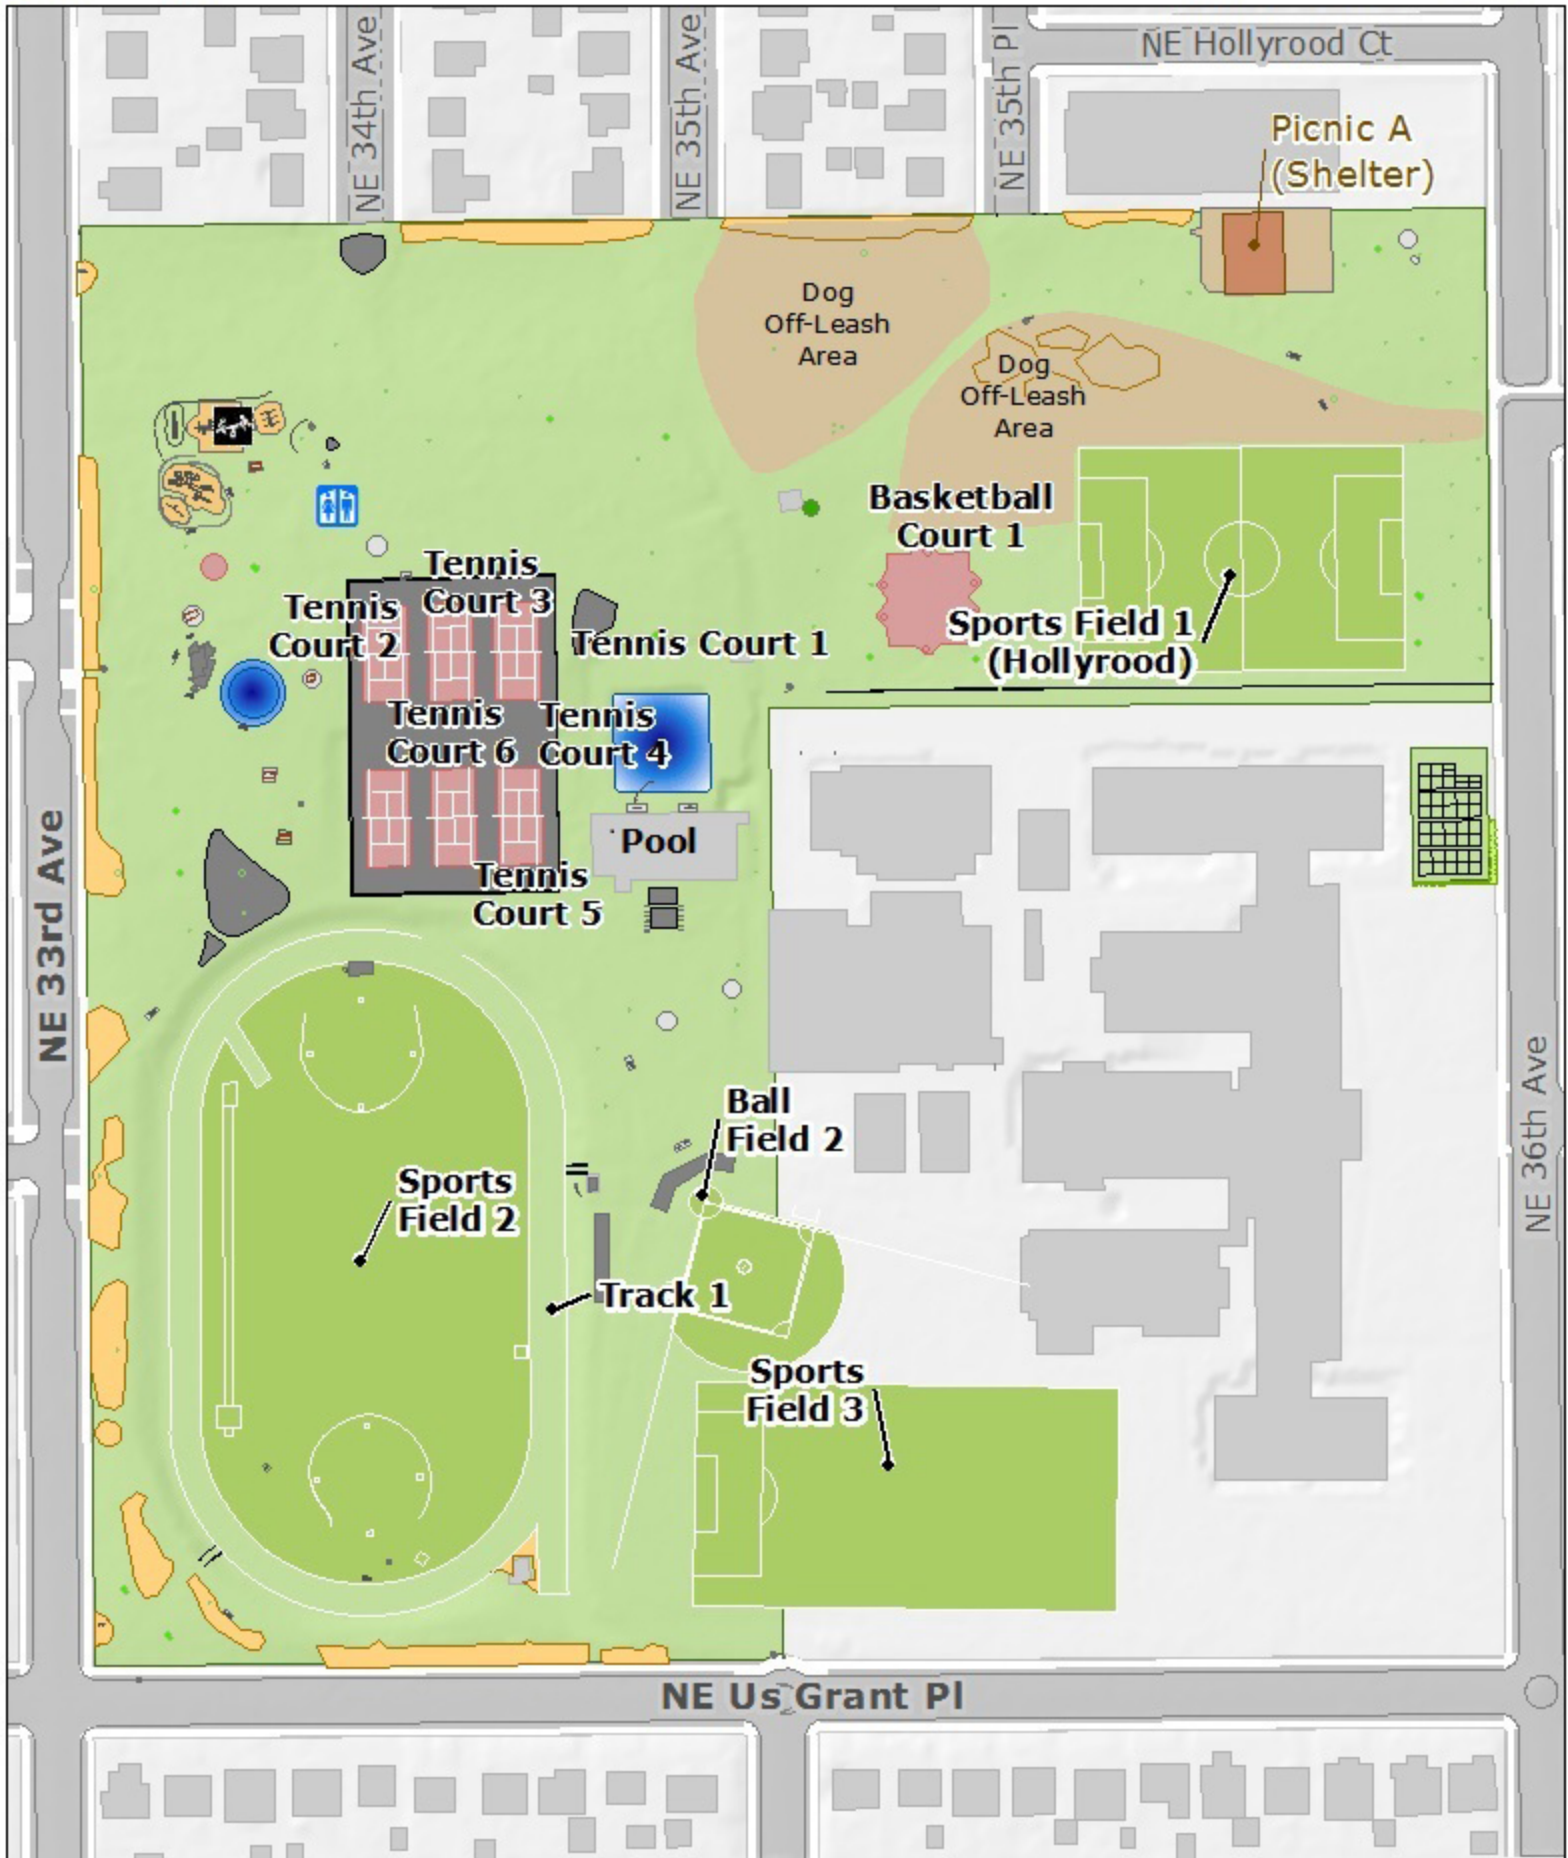 NE 34th Ave
NE 35th Ave
NE 35th Pl
NE Hollyrood Ct
Picnic A
(Shelter)
Dog
Off-Leash
Area
Dog
Off-Leash
Area
Basketball
Court 1
Tennis
Court 3
Tennis
Court 2
Tennis Court 1
Sports Field 1
(Hollyrood)
Tennis
Court 6
Tennis
Court 4
Pool
Tennis
Court 5
NE 33rd Ave
NE 36th Ave
Ball
Field 2
Sports
Field 2
Track 1
Sports
Field 3
NE Us Grant Pl